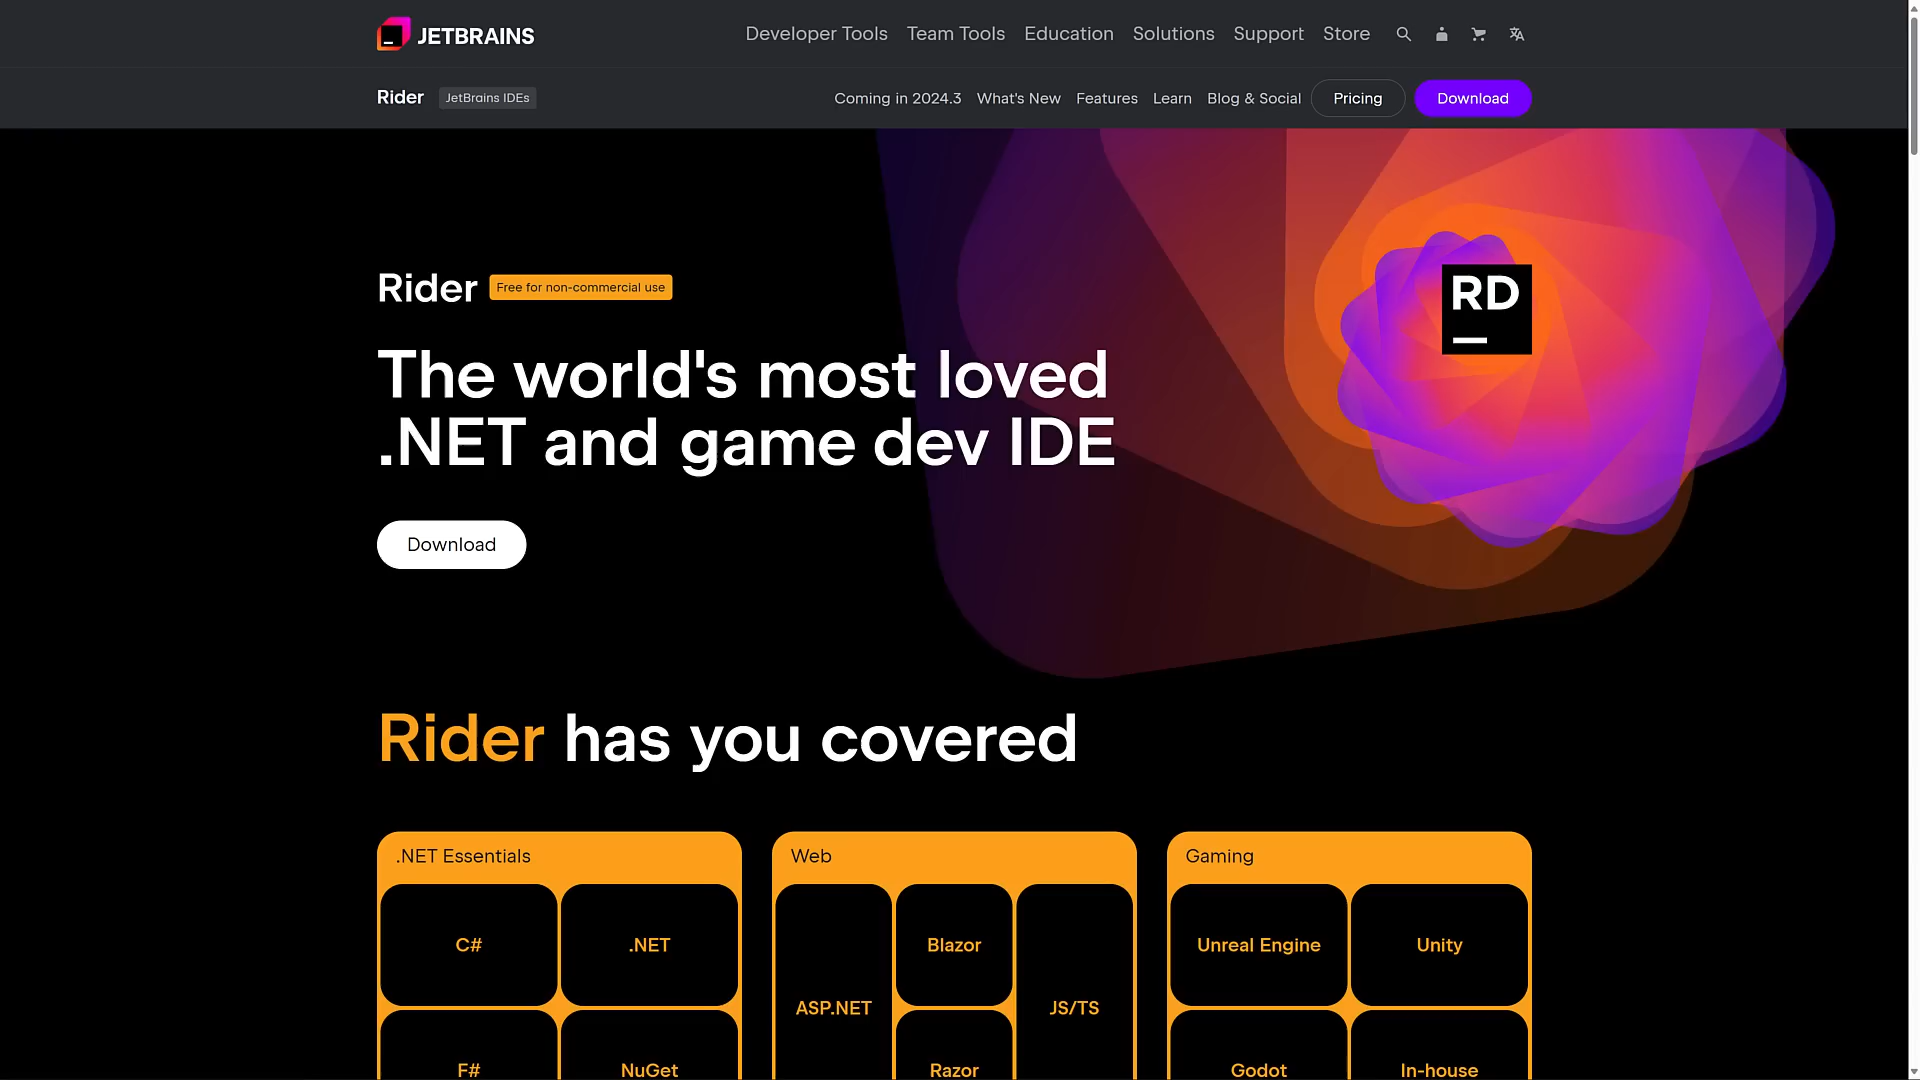 JETBRAINS
Developer Tools Team Tools Education Solutions Support Store
Rider JetBrains IDEs
Coming in 2024.3 What's New Features Learn Blog & Social Pricing Download
Rider Free for non-commercial use
RD
The world's most loved
.NET and game dev IDE
Download
Rider has you covered
.NET Essentials
C# .NET
F# NuGet
Web
ASP.NET
Blazor
Razor
JS/TS
Gaming
Unreal Engine Unity
Godot In-house